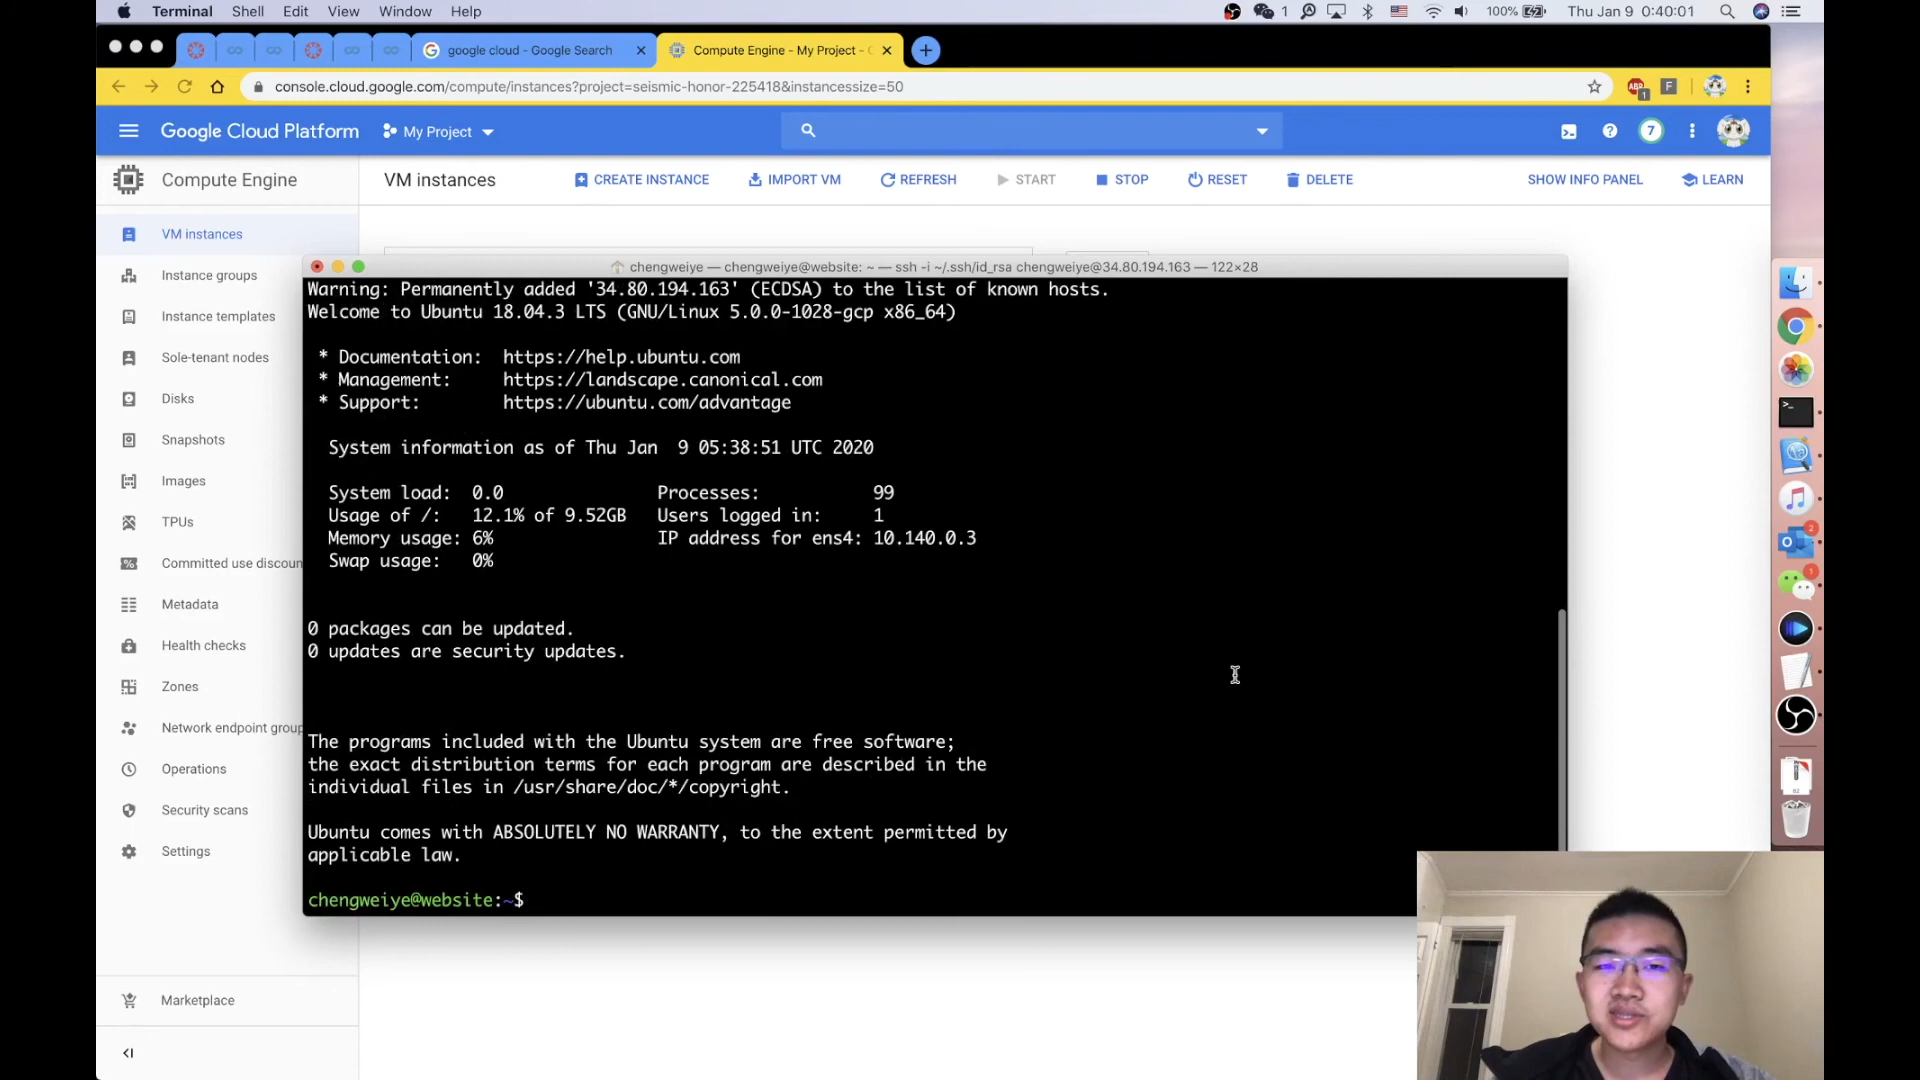 Terminal Shell Edit View Window Help 1 100% Thu Jan 9 0:40:01
google cloud - Google Search Compute Engine - My Project -
console.cloud.google.com/compute/instances?project=seismic-honor-225418&instancessize=50 ABP 1 F
Google Cloud Platform My Project 7
Compute Engine VM instances CREATE INSTANCE IMPORT VM REFRESH START STOP RESET DELETE SHOW INFO PANEL LEARN
VM instances
Instance groups
Instance templates
Sole-tenant nodes
Disks
Snapshots
Images
TPUs
Committed use discoun
Metadata
Health checks
Zones
Network endpoint group
Operations
Security scans
Settings
Marketplace
chengweiye — chengweiye@website: ~ — ssh -i ~/.ssh/id_rsa chengweiye@34.80.194.163 — 122×28
Warning: Permanently added '34.80.194.163' (ECDSA) to the list of known hosts.
Welcome to Ubuntu 18.04.3 LTS (GNU/Linux 5.0.0-1028-gcp x86_64)
* Documentation: https://help.ubuntu.com
* Management: https://landscape.canonical.com
* Support: https://ubuntu.com/advantage
System information as of Thu Jan 9 05:38:51 UTC 2020
System load: 0.0 Processes: 99
Usage of /: 12.1% of 9.52GB Users logged in: 1
Memory usage: 6% IP address for ens4: 10.140.0.3
Swap usage: 0%
0 packages can be updated.
0 updates are security updates.
The programs included with the Ubuntu system are free software;
the exact distribution terms for each program are described in the
individual files in /usr/share/doc/*/copyright.
Ubuntu comes with ABSOLUTELY NO WARRANTY, to the extent permitted by
applicable law.
chengweiye@website:~$
2
1